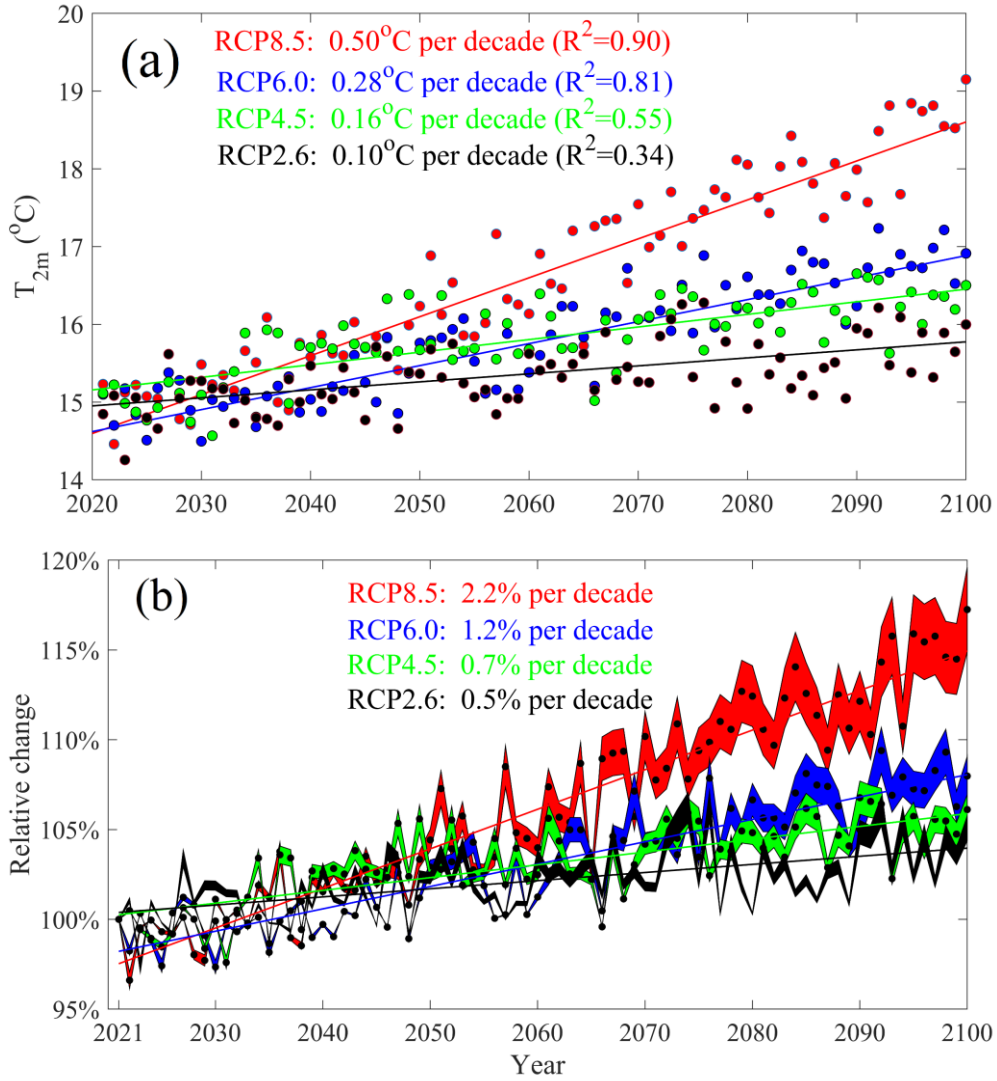 (a)
RCP8.5: 0.50°C per decade (R²=0.90)
RCP6.0: 0.28°C per decade (R²=0.81)
RCP4.5: 0.16°C per decade (R²=0.55)
RCP2.6: 0.10°C per decade (R²=0.34)
T2m (°C)
20
19
18
17
16
15
14
2020 2030 2040 2050 2060 2070 2080 2090 2100
(b)
RCP8.5: 2.2% per decade
RCP6.0: 1.2% per decade
RCP4.5: 0.7% per decade
RCP2.6: 0.5% per decade
Relative change
120%
115%
110%
105%
100%
95%
2021 2030 2040 2050 2060 2070 2080 2090 2100
Year